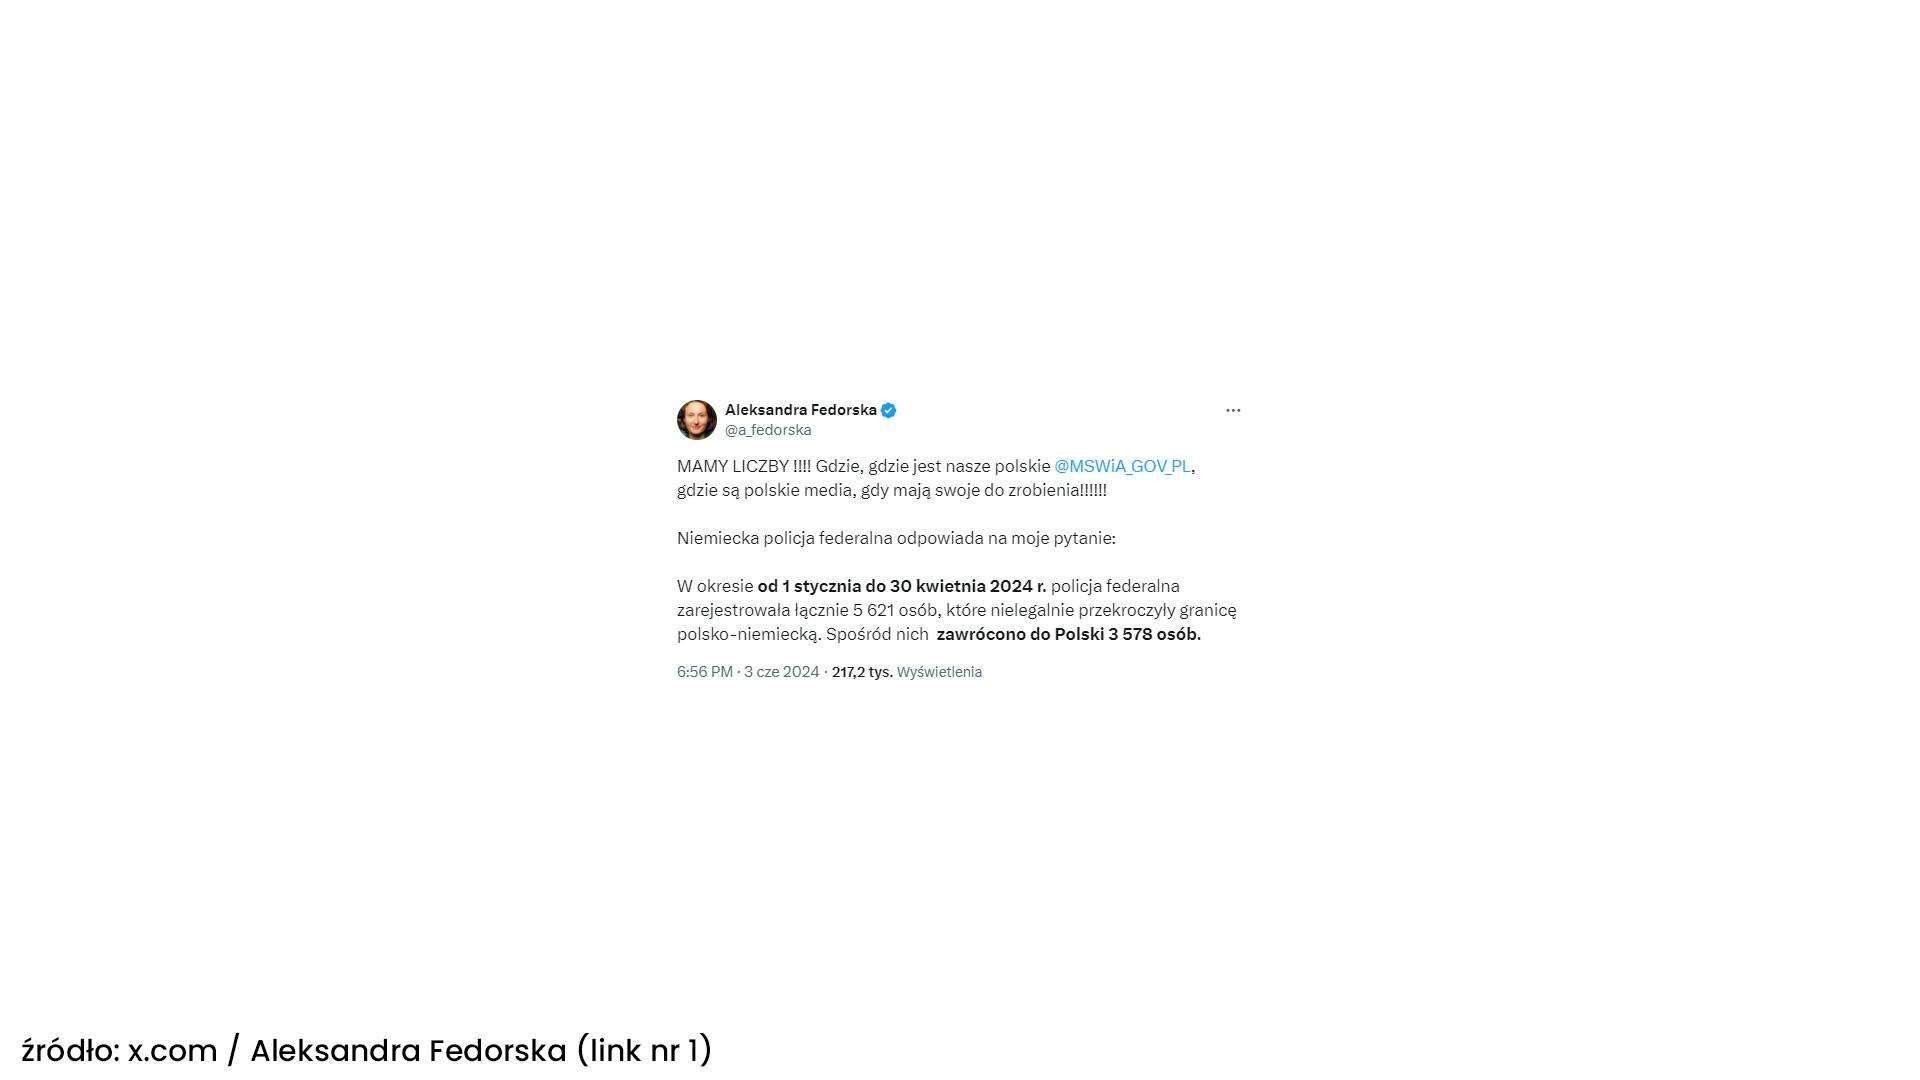 Aleksandra Fedorska
@a_fedorska
MAMY LICZBY !!!! Gdzie, gdzie jest nasze polskie @MSWiA_GOV_PL,
gdzie są polskie media, gdy mają swoje do zrobienia!!!!!!
Niemiecka policja federalna odpowiada na moje pytanie:
W okresie od 1 stycznia do 30 kwietnia 2024 r. policja federalna
zarejestrowała łącznie 5 621 osób, które nielegalnie przekroczyły granicę
polsko-niemiecką. Spośród nich zawrócono do Polski 3 578 osób.
6:56 PM · 3 cze 2024 · 217,2 tys. Wyświetlenia
źródło: x.com / Aleksandra Fedorska (link nr 1)